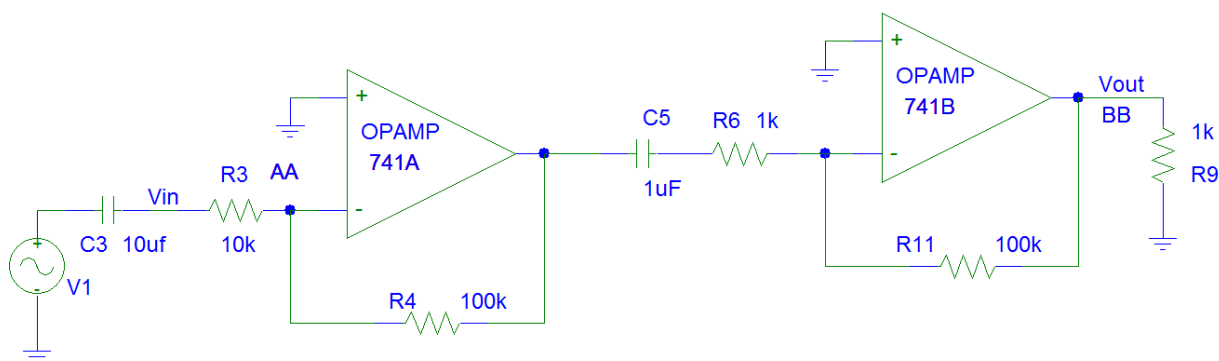 +
OPAMP
741B
-
Vout
BB
1k
R9
+
OPAMP
741A
-
C5
1uF
R6 1k
R3
10k
AA
Vin
C3 10uf
+
-
V1
R4 100k
R11 100k